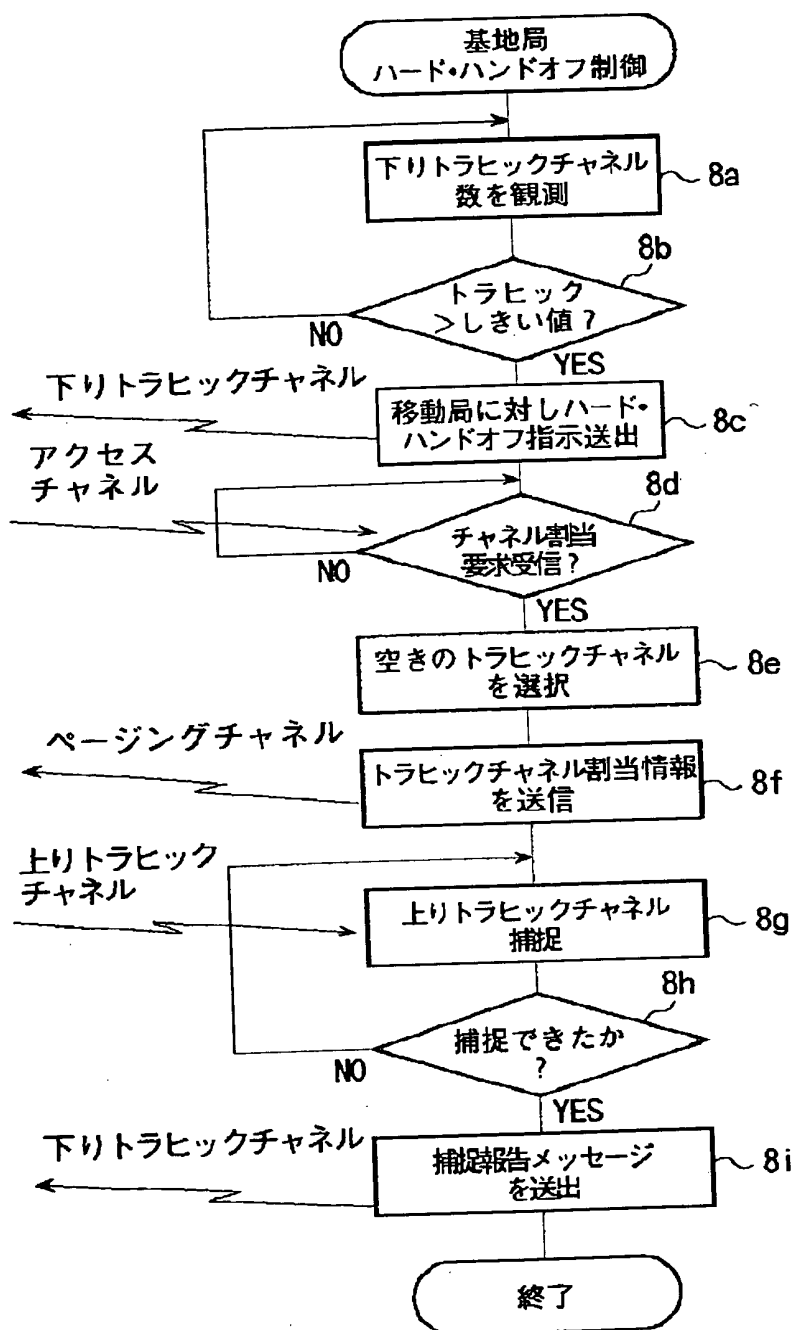 基地局
ハード・ハンドオフ制御
下りトラヒックチャネル
数を観測
8a
トラヒック
>しきい値?
8b
NO
YES
下りトラヒックチャネル
移動局に対しハード・
ハンドオフ指示送出
8c
アクセス
チャネル
チャネル割当
要求受信?
8d
NO
YES
空きのトラヒックチャネル
を選択
8e
ページングチャネル
トラヒックチャネル割当情報
を送信
8f
上りトラヒック
チャネル
上りトラヒックチャネル
捕捉
8g
捕捉できたか
?
8h
NO
YES
下りトラヒックチャネル
捕捉報告メッセージ
を送出
8i
終了